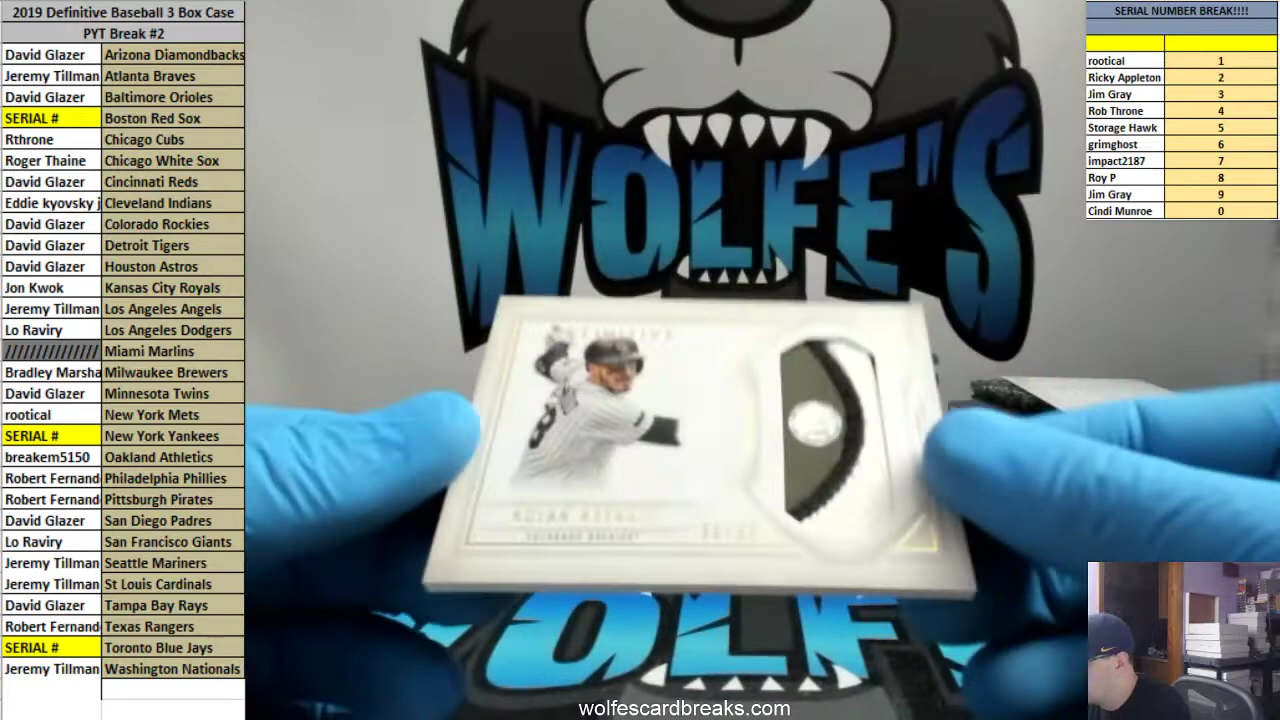 2019 Definitive Baseball 3 Box Case
PYT Break #2
David Glazer Arizona Diamondbacks
Jeremy Tillman Atlanta Braves
David Glazer Baltimore Orioles
SERIAL # Boston Red Sox
Rthrone Chicago Cubs
Roger Thaine Chicago White Sox
David Glazer Cincinnati Reds
Eddie kyovsky j Cleveland Indians
David Glazer Colorado Rockies
David Glazer Detroit Tigers
David Glazer Houston Astros
Jon Kwok Kansas City Royals
Jeremy Tillman Los Angeles Angels
Lo Raviry Los Angeles Dodgers
/////////////// Miami Marlins
Bradley Marsha Milwaukee Brewers
David Glazer Minnesota Twins
rootical New York Mets
SERIAL # New York Yankees
breakem5150 Oakland Athletics
Robert Fernand Philadelphia Phillies
Robert Fernand Pittsburgh Pirates
David Glazer San Diego Padres
Lo Raviry San Francisco Giants
Jeremy Tillman Seattle Mariners
Jeremy Tillman St Louis Cardinals
David Glazer Tampa Bay Rays
Robert Fernand Texas Rangers
SERIAL # Toronto Blue Jays
Jeremy Tillman Washington Nationals
WOLFE'S
DEFINITIVE
8
NOLAN
COLORADO ROCKIES
WOLF
wolfescardbreaks.com
SERIAL NUMBER BREAK!!!!
rootical 1
Ricky Appleton 2
Jim Gray 3
Rob Throne 4
Storage Hawk 5
grimghost 6
impact2187 7
Roy P 8
Jim Gray 9
Cindi Munroe 0